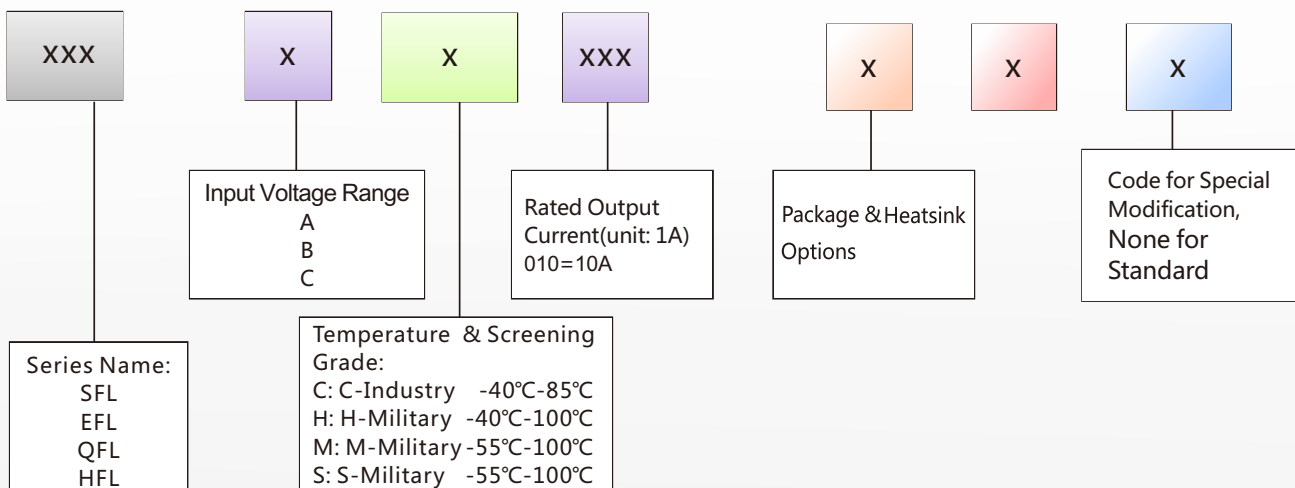 XXX
X
X
XXX
X
X
X
Input Voltage Range
A
B
C
Rated Output
Current(unit: 1A)
010=10A
Package &Heatsink
Options
Code for Special
Modification,
None for
Standard
Series Name:
SFL
EFL
QFL
HFL
Temperature & Screening
Grade:
C: C-Industry -40℃-85℃
H: H-Military -40℃-100℃
M: M-Military -55℃-100℃
S: S-Military -55℃-100℃